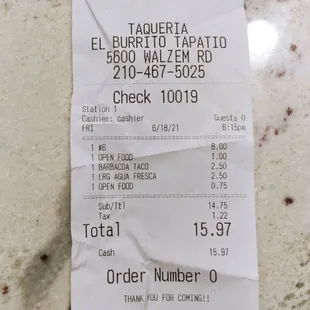 TAQUERIA
EL BURRITO TAPATIO
5600 WALZEM RD
210-467-5025
Check 10019
Station 1
Cashier: cashier Guests 0
FRI 6/18/21 6:15pm
1 #6 8.00
1 OPEN FOOD 1.00
1 BARBACOA TACO 2.50
1 LRG AGUA FRESCA 2.50
1 OPEN FOOD 0.75
Sub/Ttl 14.75
Tax 1.22
Total 15.97
Cash 15.97
Order Number 0
THANK YOU FOR COMING!!